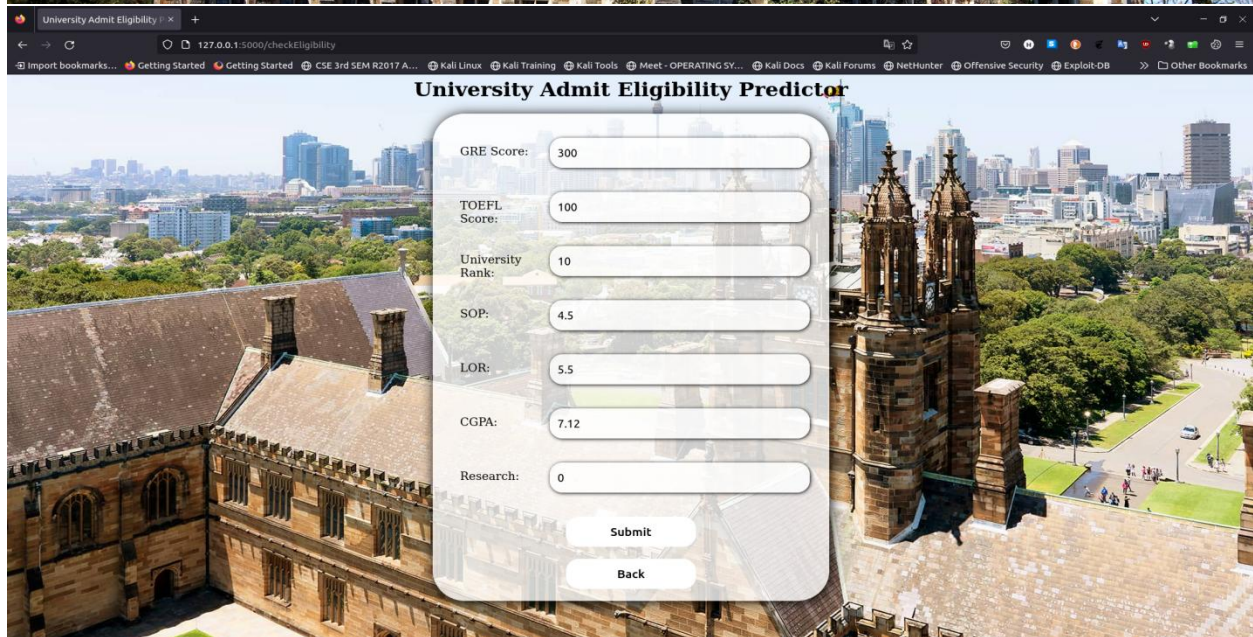 University Admit Eligibility P
127.0.0.1:5000/checkEligibility
Import bookmarks... Getting Started Getting Started CSE 3rd SEM R2017 A... Kali Linux Kali Training Kali Tools Meet - OPERATING SY... Kali Docs Kali Forums NetHunter Offensive Security Exploit-DB Other Bookmarks
University Admit Eligibility Predictor
GRE Score: 300
TOEFL
Score: 100
University
Rank: 10
SOP: 4.5
LOR: 5.5
CGPA: 7.12
Research: 0
Submit
Back